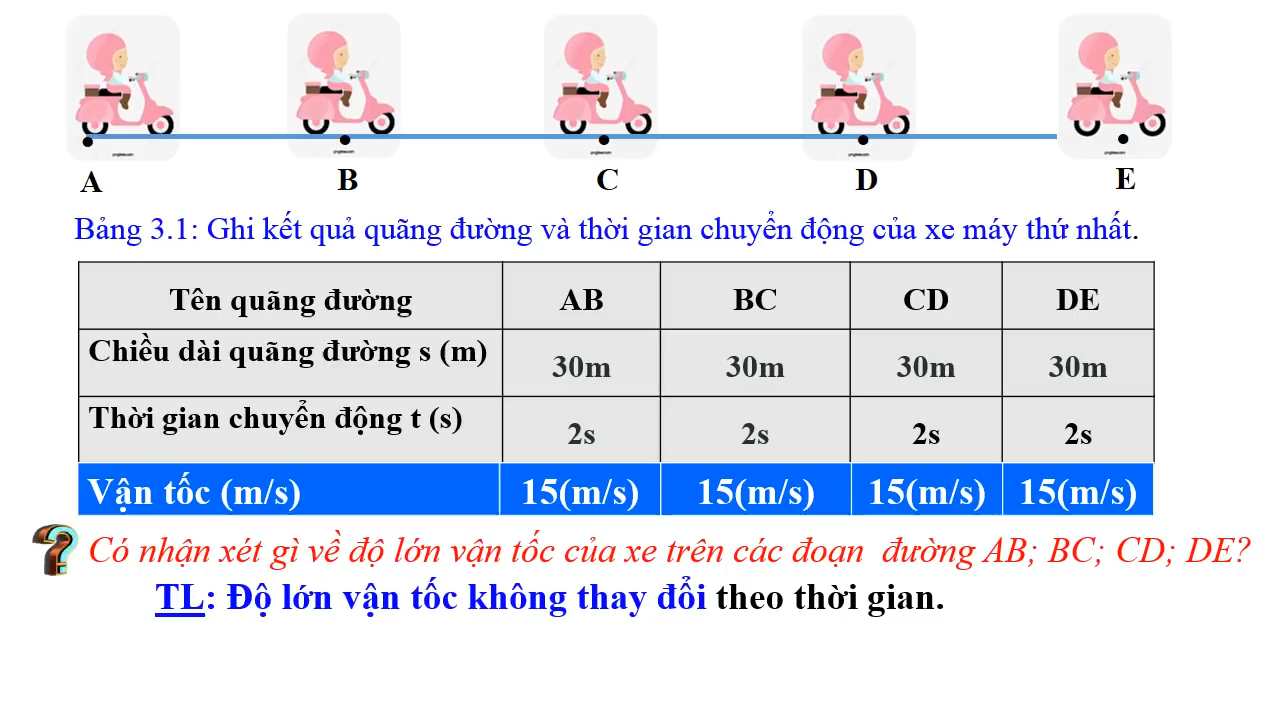 A B C D E
Bảng 3.1: Ghi kết quả quãng đường và thời gian chuyển động của xe máy thứ nhất.
Tên quãng đường AB BC CD DE
Chiều dài quãng đường s (m) 30m 30m 30m 30m
Thời gian chuyển động t (s) 2s 2s 2s 2s
Vận tốc (m/s) 15(m/s) 15(m/s) 15(m/s) 15(m/s)
Có nhận xét gì về độ lớn vận tốc của xe trên các đoạn đường AB; BC; CD; DE?
TL: Độ lớn vận tốc không thay đổi theo thời gian.